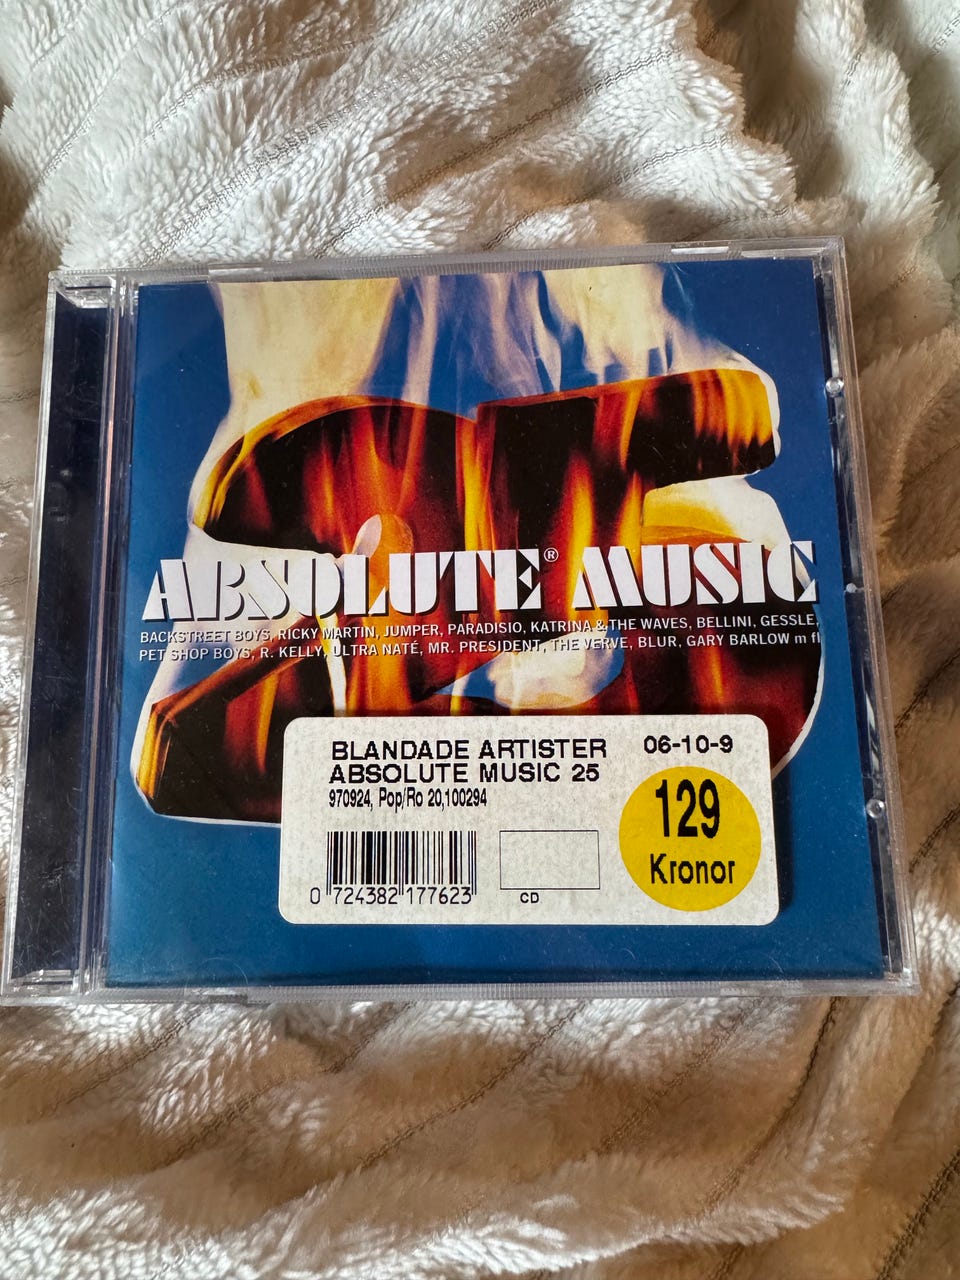 ABSOLUTE® MUSIC
BACKSTREET BOYS, RICKY MARTIN, JUMPER, PARADISIO, KATRINA & THE WAVES, BELLINI, GESSLE,
PET SHOP BOYS, R. KELLY, ULTRA NATÉ, MR. PRESIDENT, THE VERVE, BLUR, GARY BARLOW m fl
25
BLANDADE ARTISTER 06-10-9
ABSOLUTE MUSIC 25
970924, Pop/Ro 20,100294
129
Kronor
0 724382 177623
CD